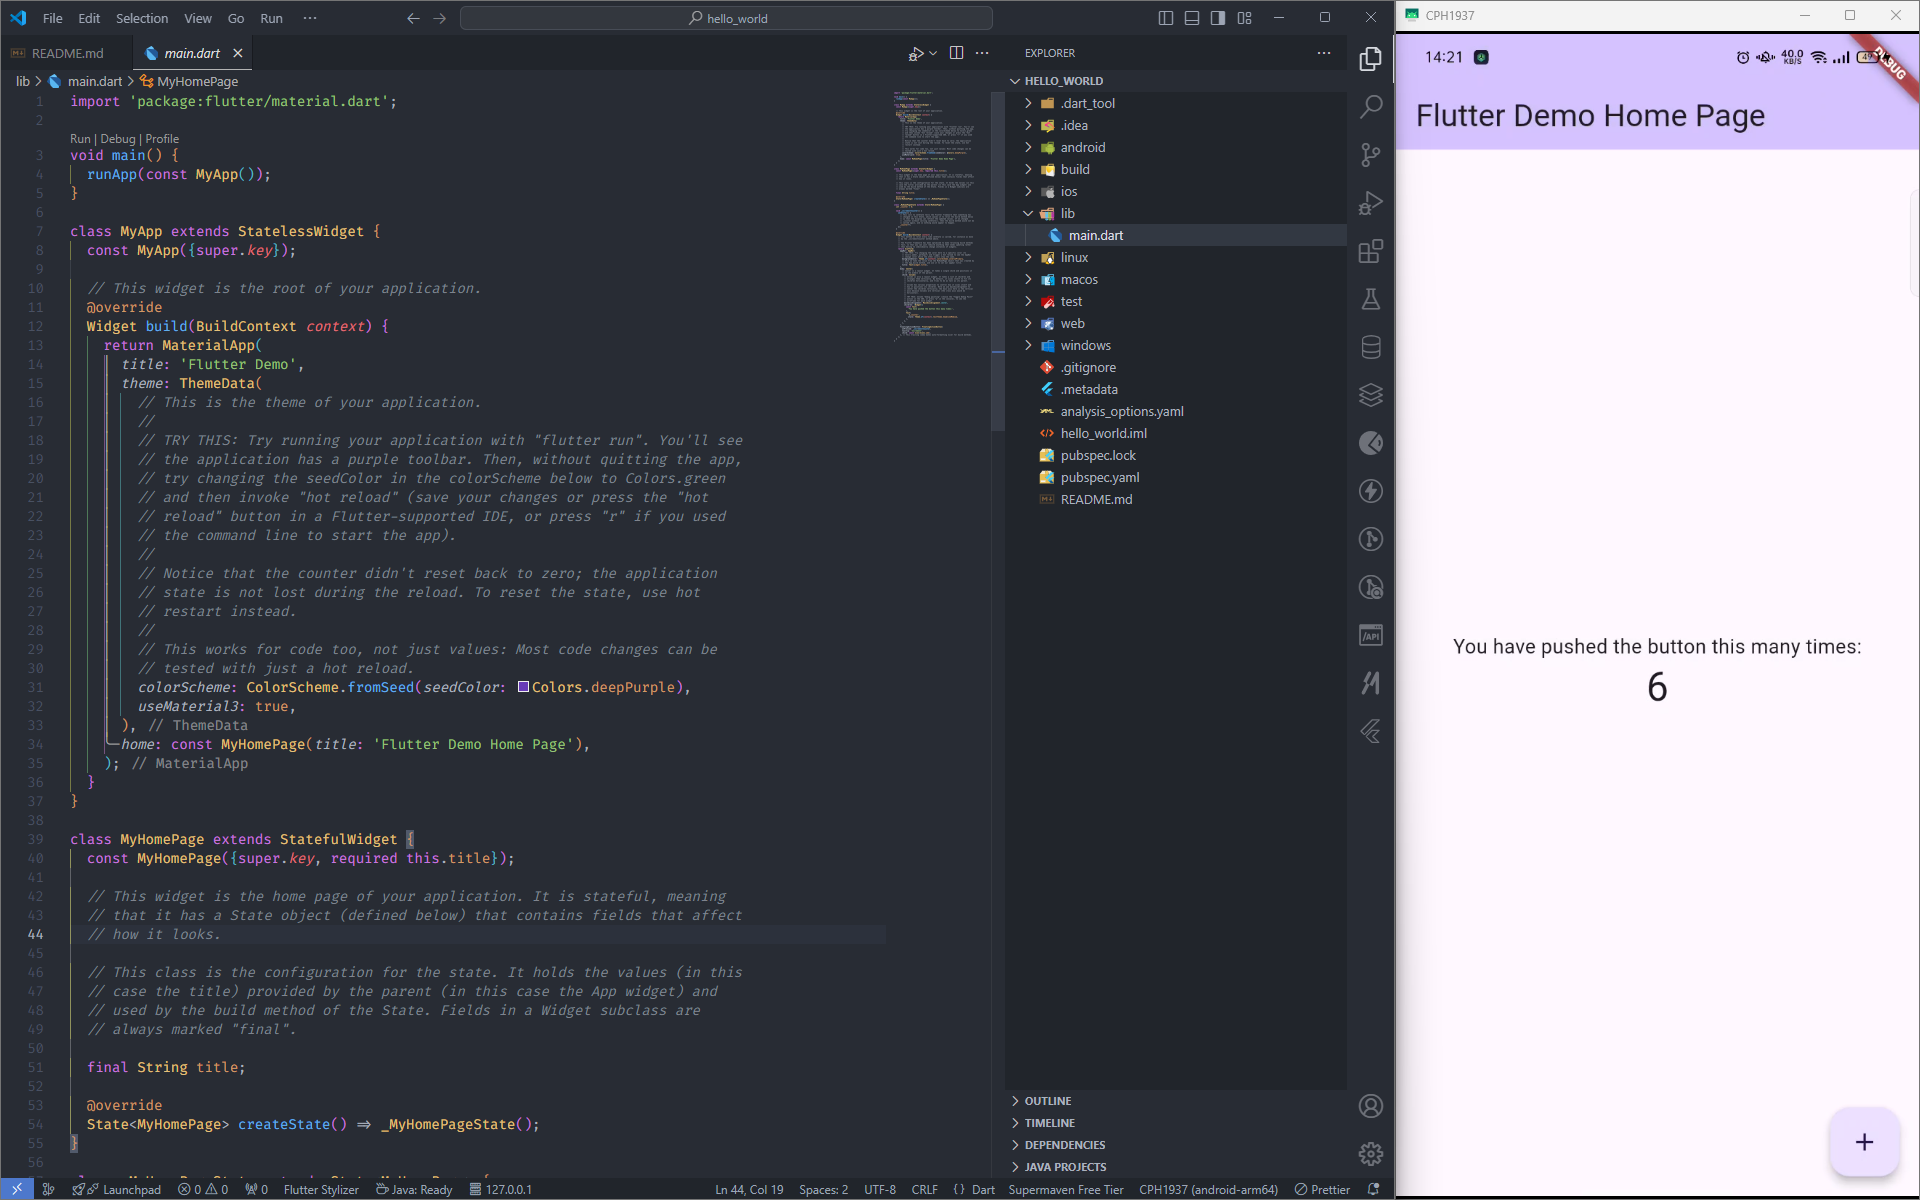 File Edit Selection View Go Run ··· hello_world
README.md main.dart
lib > main.dart > MyHomePage
1 import 'package:flutter/material.dart';
2
Run | Debug | Profile
3 void main() {
4 runApp(const MyApp());
5 }
6
7 class MyApp extends StatelessWidget {
8 const MyApp({super.key});
9
10 // This widget is the root of your application.
11 @override
12 Widget build(BuildContext context) {
13 return MaterialApp(
14 title: 'Flutter Demo',
15 theme: ThemeData(
16 // This is the theme of your application.
17 //
18 // TRY THIS: Try running your application with "flutter run". You'll see
19 // the application has a purple toolbar. Then, without quitting the app,
20 // try changing the seedColor in the colorScheme below to Colors.green
21 // and then invoke "hot reload" (save your changes or press the "hot
22 // reload" button in a Flutter-supported IDE, or press "r" if you used
23 // the command line to start the app).
24 //
25 // Notice that the counter didn't reset back to zero; the application
26 // state is not lost during the reload. To reset the state, use hot
27 // restart instead.
28 //
29 // This works for code too, not just values: Most code changes can be
30 // tested with just a hot reload.
31 colorScheme: ColorScheme.fromSeed(seedColor: Colors.deepPurple),
32 useMaterial3: true,
33 ), // ThemeData
34 home: const MyHomePage(title: 'Flutter Demo Home Page'),
35 ); // MaterialApp
36 }
37 }
38
39 class MyHomePage extends StatefulWidget {
40 const MyHomePage({super.key, required this.title});
41
42 // This widget is the home page of your application. It is stateful, meaning
43 // that it has a State object (defined below) that contains fields that affect
44 // how it looks.
45
46 // This class is the configuration for the state. It holds the values (in this
47 // case the title) provided by the parent (in this case the App widget) and
48 // used by the build method of the State. Fields in a Widget subclass are
49 // always marked "final".
50
51 final String title;
52
53 @override
54 State<MyHomePage> createState() => _MyHomePageState();
55 }
56
EXPLORER
HELLO_WORLD
.dart_tool
.idea
android
build
ios
lib
main.dart
linux
macos
test
web
windows
.gitignore
.metadata
analysis_options.yaml
hello_world.iml
pubspec.lock
pubspec.yaml
README.md
OUTLINE
TIMELINE
DEPENDENCIES
JAVA PROJECTS
API
Launchpad 0 0 0 Flutter Stylizer Java: Ready 127.0.0.1 Ln 44, Col 19 Spaces: 2 UTF-8 CRLF {} Dart Supermaven Free Tier CPH1937 (android-arm64) Prettier
CPH1937
14:21 40.0 KB/S 49
DEBUG
Flutter Demo Home Page
You have pushed the button this many times:
6
+